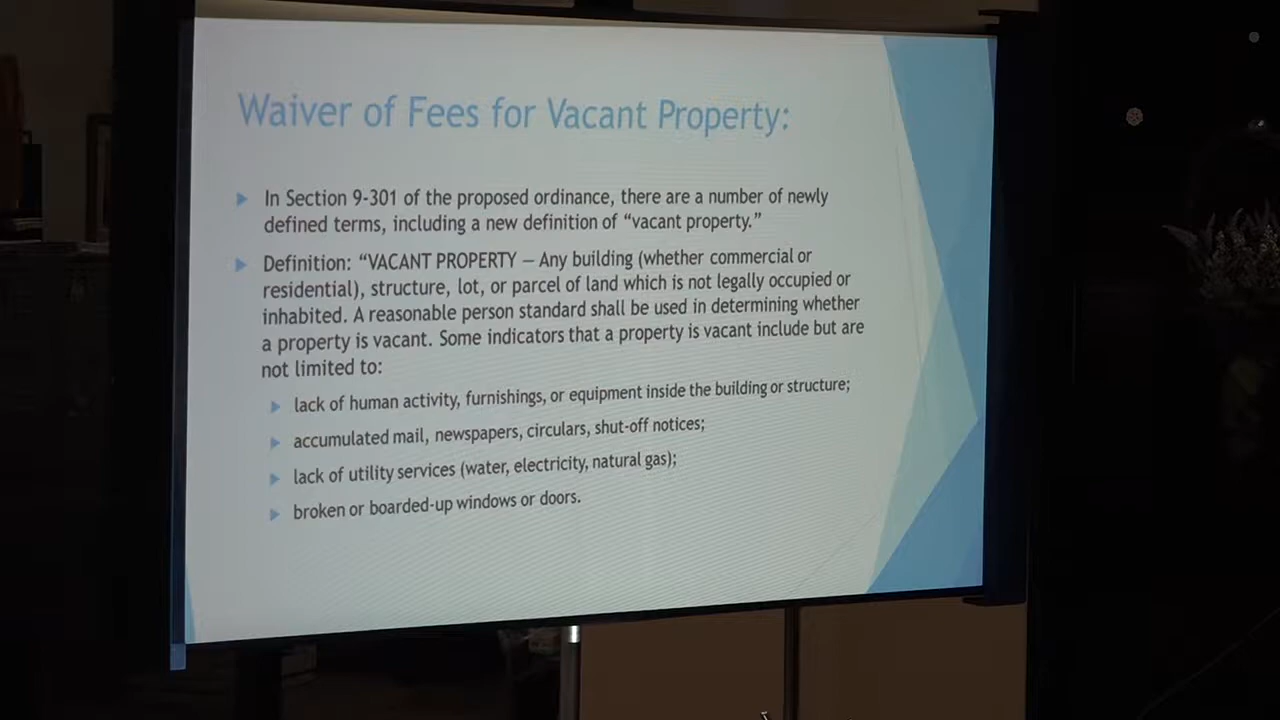 Waiver of Fees for Vacant Property:
In Section 9-301 of the proposed ordinance, there are a number of newly
defined terms, including a new definition of “vacant property.”
Definition: “VACANT PROPERTY – Any building (whether commercial or
residential), structure, lot, or parcel of land which is not legally occupied or
inhabited. A reasonable person standard shall be used in determining whether
a property is vacant. Some indicators that a property is vacant include but are
not limited to:
lack of human activity, furnishings, or equipment inside the building or structure;
accumulated mail, newspapers, circulars, shut-off notices;
lack of utility services (water, electricity, natural gas);
broken or boarded-up windows or doors.